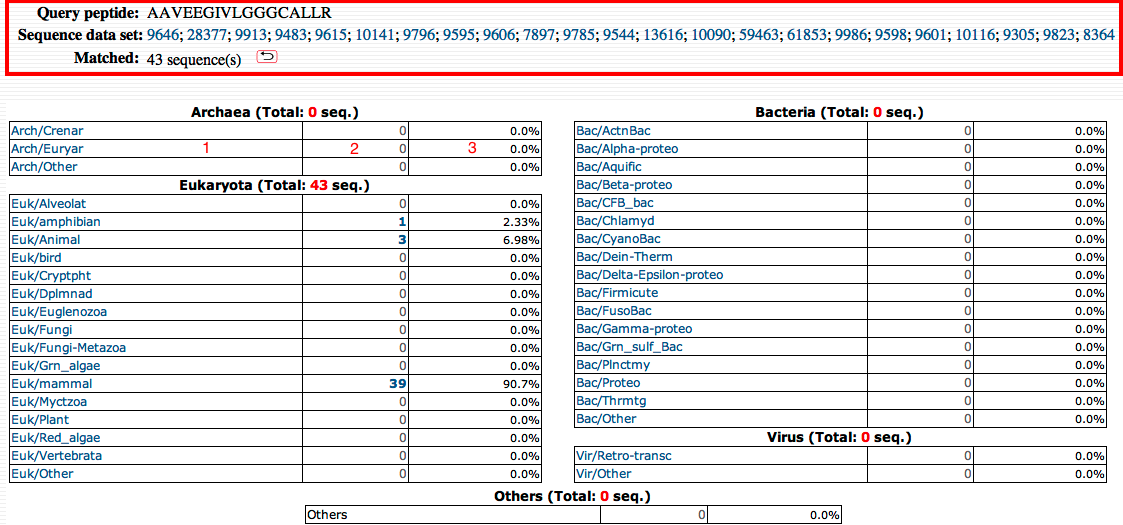 Query peptide: AAVEEGIVLGGGCALLR
Sequence data set: 9646; 28377; 9913; 9483; 9615; 10141; 9796; 9595; 9606; 7897; 9785; 9544; 13616; 10090; 59463; 61853; 9986; 9598; 9601; 10116; 9305; 9823; 8364
Matched: 43 sequence(s)
Archaea (Total: 0 seq.)
Arch/Crenar 0 0.0%
Arch/Euryar 1 2 0 3 0.0%
Arch/Other 0 0.0%
Eukaryota (Total: 43 seq.)
Euk/Alveolat 0 0.0%
Euk/amphibian 1 2.33%
Euk/Animal 3 6.98%
Euk/bird 0 0.0%
Euk/Cryptpht 0 0.0%
Euk/Dplmnad 0 0.0%
Euk/Euglenozoa 0 0.0%
Euk/Fungi 0 0.0%
Euk/Fungi-Metazoa 0 0.0%
Euk/Grn_algae 0 0.0%
Euk/mammal 39 90.7%
Euk/Myctzoa 0 0.0%
Euk/Plant 0 0.0%
Euk/Red_algae 0 0.0%
Euk/Vertebrata 0 0.0%
Euk/Other 0 0.0%
Bacteria (Total: 0 seq.)
Bac/ActnBac 0 0.0%
Bac/Alpha-proteo 0 0.0%
Bac/Aquific 0 0.0%
Bac/Beta-proteo 0 0.0%
Bac/CFB_bac 0 0.0%
Bac/Chlamyd 0 0.0%
Bac/CyanoBac 0 0.0%
Bac/Dein-Therm 0 0.0%
Bac/Delta-Epsilon-proteo 0 0.0%
Bac/Firmicute 0 0.0%
Bac/FusoBac 0 0.0%
Bac/Gamma-proteo 0 0.0%
Bac/Grn_sulf_Bac 0 0.0%
Bac/Plnctmy 0 0.0%
Bac/Proteo 0 0.0%
Bac/Thrmtg 0 0.0%
Bac/Other 0 0.0%
Virus (Total: 0 seq.)
Vir/Retro-transc 0 0.0%
Vir/Other 0 0.0%
Others (Total: 0 seq.)
Others 0 0.0%